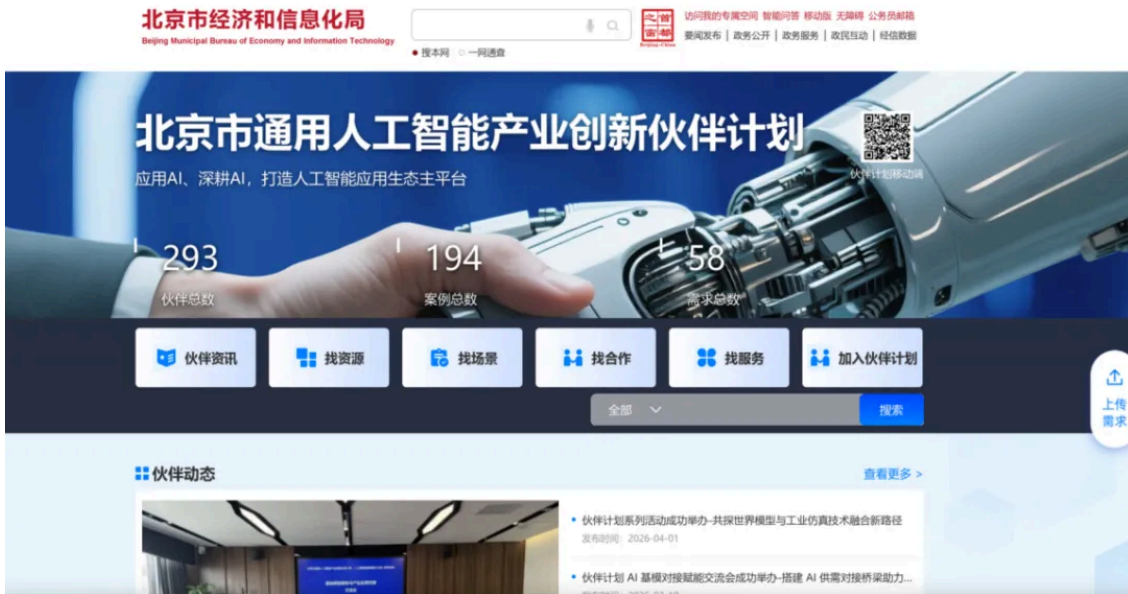 北京市经济和信息化局
Beijing Municipal Bureau of Economy and Information Technology
搜本网 一网通查
首都之窗
Beijing-China
访问我的专属空间 智能问答 移动版 无障碍 公务员邮箱
要闻发布 | 政务公开 | 政务服务 | 政民互动 | 经信数据
北京市通用人工智能产业创新伙伴计划
应用AI、深耕AI，打造人工智能应用生态主平台
伙伴计划移动端
293
伙伴总数
194
案例总数
58
需求总数
伙伴资讯
找资源
找场景
找合作
找服务
加入伙伴计划
全部
搜索
上传
需求
伙伴动态
查看更多 >
伙伴计划系列活动成功举办-共探世界模型与工业仿真技术融合新路径
发布时间：2026-04-01
伙伴计划 AI 基模对接赋能交流会成功举办-搭建 AI 供需对接桥梁助力...